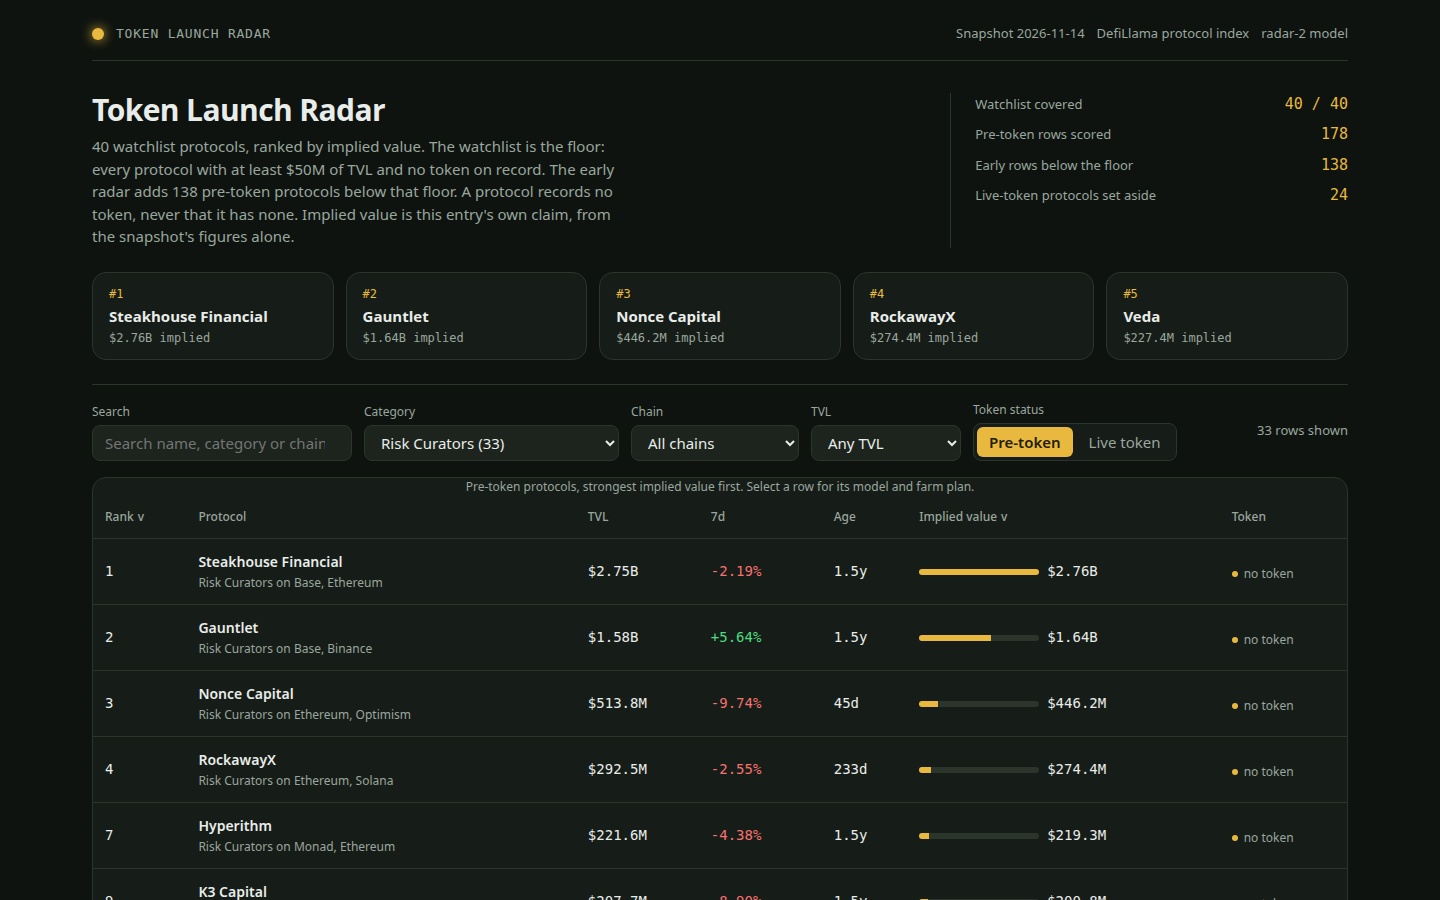 TOKEN LAUNCH RADAR
Snapshot 2026-11-14 DefiLlama protocol index radar-2 model
Token Launch Radar
40 watchlist protocols, ranked by implied value. The watchlist is the floor:
every protocol with at least $50M of TVL and no token on record. The early
radar adds 138 pre-token protocols below that floor. A protocol records no
token, never that it has none. Implied value is this entry's own claim, from
the snapshot's figures alone.
Watchlist covered 40 / 40
Pre-token rows scored 178
Early rows below the floor 138
Live-token protocols set aside 24
#1
Steakhouse Financial
$2.76B implied
#2
Gauntlet
$1.64B implied
#3
Nonce Capital
$446.2M implied
#4
RockawayX
$274.4M implied
#5
Veda
$227.4M implied
Search Category Chain TVL Token status
Search name, category or chain Risk Curators (33) All chains Any TVL Pre-token Live token 33 rows shown
Pre-token protocols, strongest implied value first. Select a row for its model and farm plan.
Rank v Protocol TVL 7d Age Implied value v Token
1 Steakhouse Financial $2.75B -2.19% 1.5y $2.76B no token
Risk Curators on Base, Ethereum
2 Gauntlet $1.58B +5.64% 1.5y $1.64B no token
Risk Curators on Base, Binance
3 Nonce Capital $513.8M -9.74% 45d $446.2M no token
Risk Curators on Ethereum, Optimism
4 RockawayX $292.5M -2.55% 233d $274.4M no token
Risk Curators on Ethereum, Solana
7 Hyperithm $221.6M -4.38% 1.5y $219.3M no token
Risk Curators on Monad, Ethereum
K3 Capital